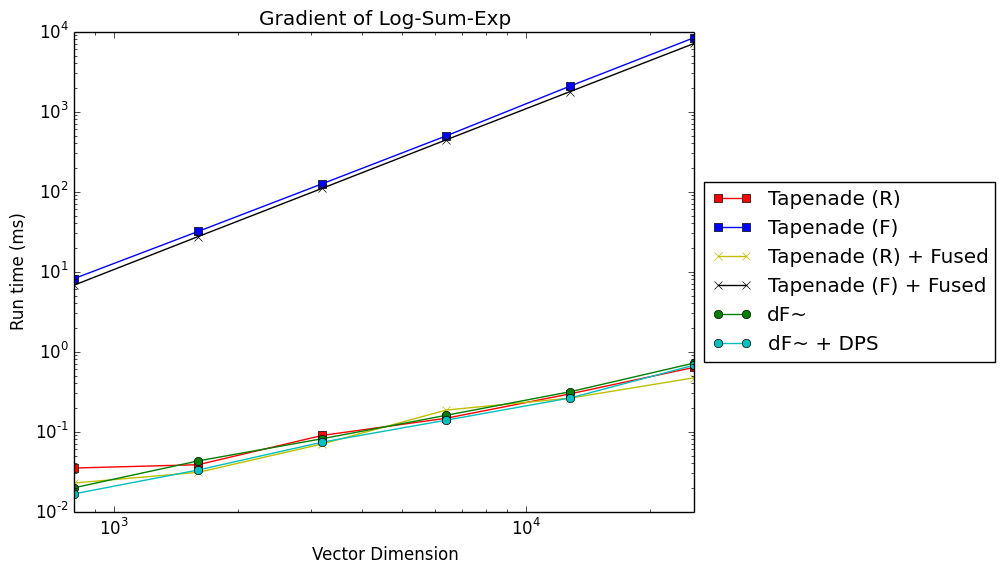 Gradient of Log-Sum-Exp
10^4
10^3
10^2
10^1
10^0
10^-1
10^-2
Run time (ms)
10^3
10^4
Vector Dimension
Tapenade (R)
Tapenade (F)
Tapenade (R) + Fused
Tapenade (F) + Fused
dF~
dF~ + DPS